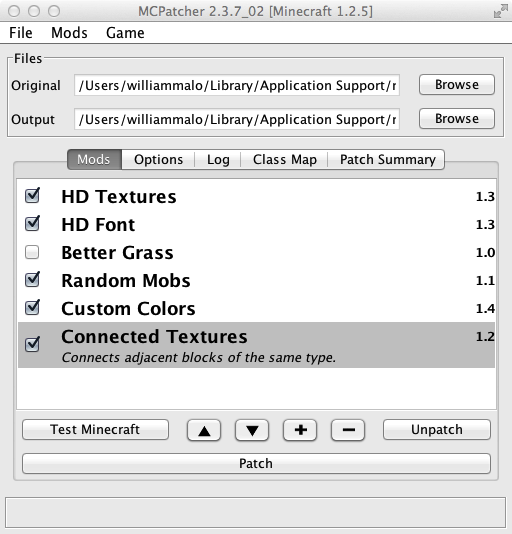 MCPatcher 2.3.7_02 [Minecraft 1.2.5]
File Mods Game
Files
Original /Users/williammalo/Library/Application Support/r Browse
Output /Users/williammalo/Library/Application Support/r Browse
Mods Options Log Class Map Patch Summary
HD Textures 1.3
HD Font 1.3
Better Grass 1.0
Random Mobs 1.1
Custom Colors 1.4
Connected Textures 1.2
Connects adjacent blocks of the same type.
Test Minecraft Unpatch
Patch